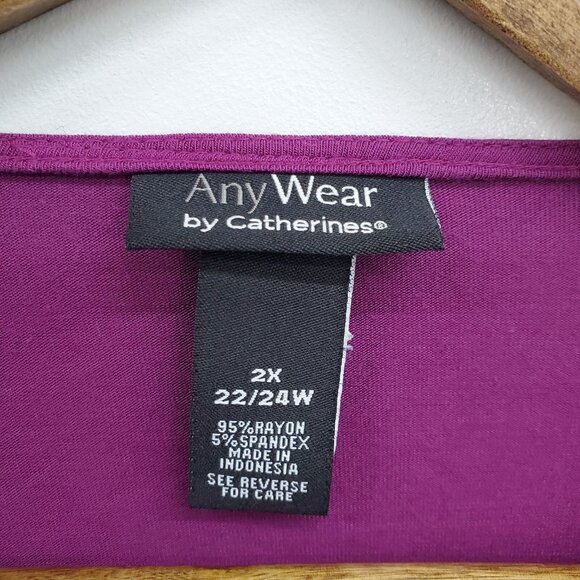 AnyWear
by Catherines®
2X
22/24W
95%RAYON
5%SPANDEX
MADE IN
INDONESIA
SEE REVERSE
FOR CARE